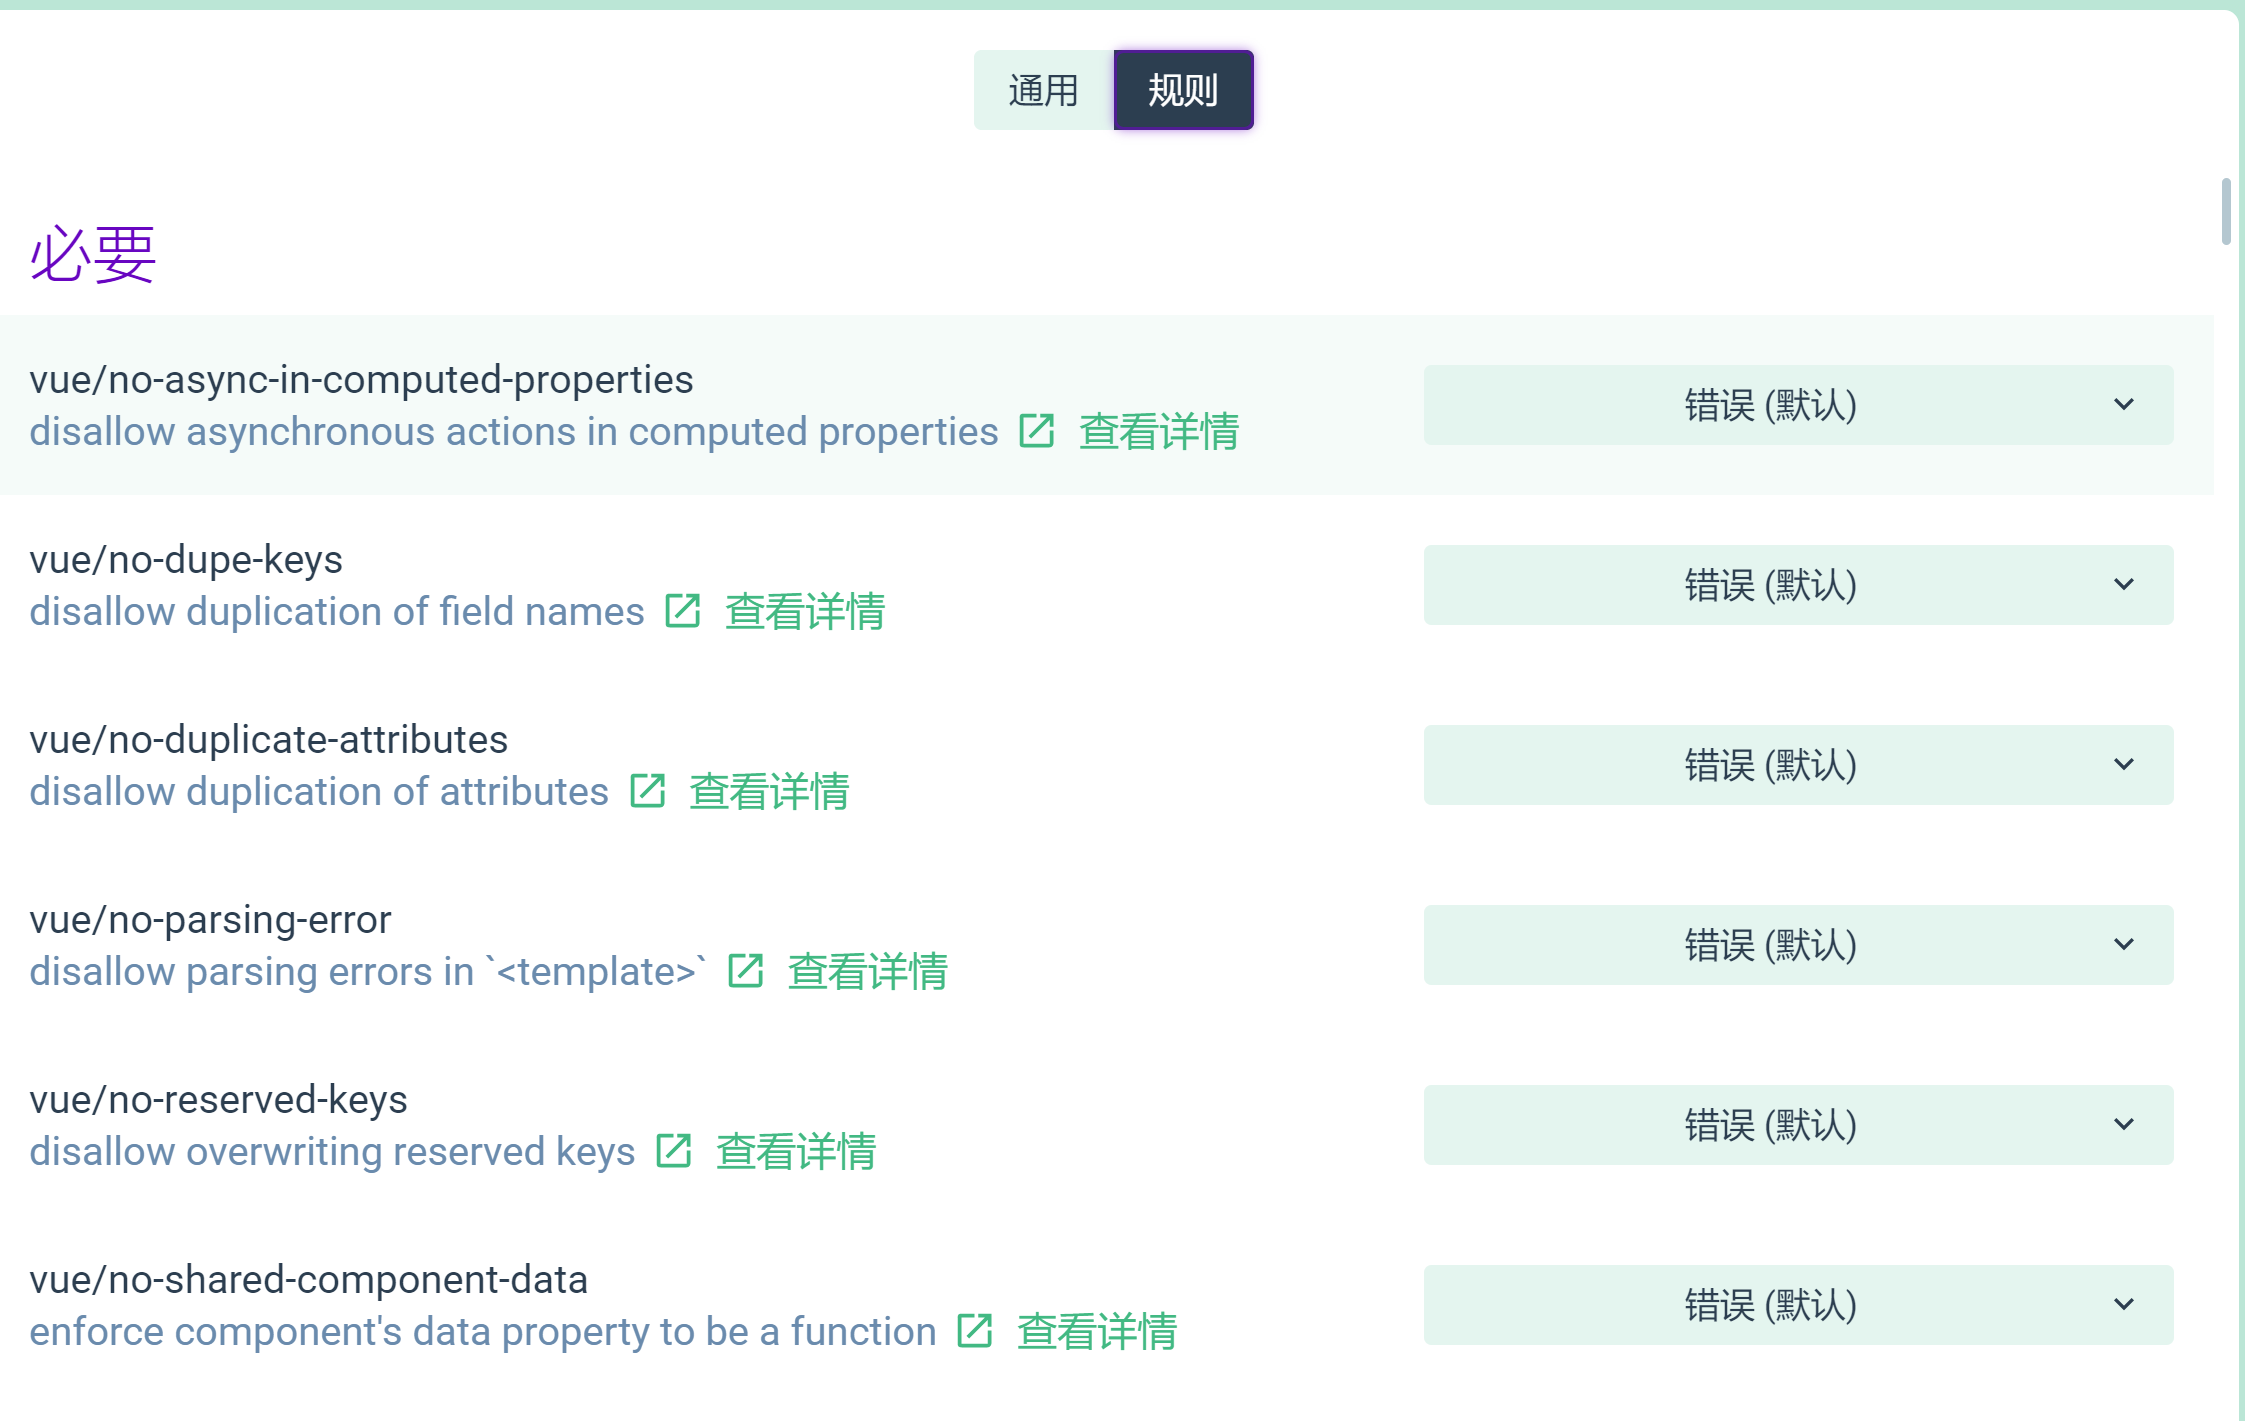 通用 规则
必要
vue/no-async-in-computed-properties
disallow asynchronous actions in computed properties 查看详情
错误 (默认)
vue/no-dupe-keys
disallow duplication of field names 查看详情
错误 (默认)
vue/no-duplicate-attributes
disallow duplication of attributes 查看详情
错误 (默认)
vue/no-parsing-error
disallow parsing errors in `<template>` 查看详情
错误 (默认)
vue/no-reserved-keys
disallow overwriting reserved keys 查看详情
错误 (默认)
vue/no-shared-component-data
enforce component's data property to be a function 查看详情
错误 (默认)